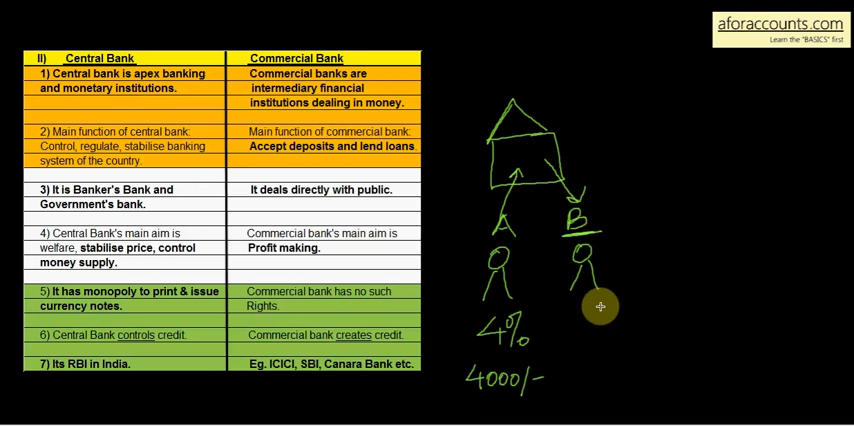 aforaccounts.com
Learn the "BASICS" first
II) Central Bank
Commercial Bank
1) Central bank is apex banking
and monetary institutions.
Commercial banks are
intermediary financial
institutions dealing in money.
2) Main function of central bank:
Control, regulate, stabilise banking
system of the country.
Main function of commercial bank:
Accept deposits and lend loans.
3) It is Banker's Bank and
Government's bank.
It deals directly with public.
4) Central Bank's main aim is
welfare, stabilise price, control
money supply.
Commercial bank's main aim is
Profit making.
5) It has monopoly to print & issue
currency notes.
Commercial bank has no such
Rights.
6) Central Bank controls credit.
Commercial bank creates credit.
7) Its RBI in India.
Eg. ICICI, SBI, Canara Bank etc.
A
B
4%
4000/-